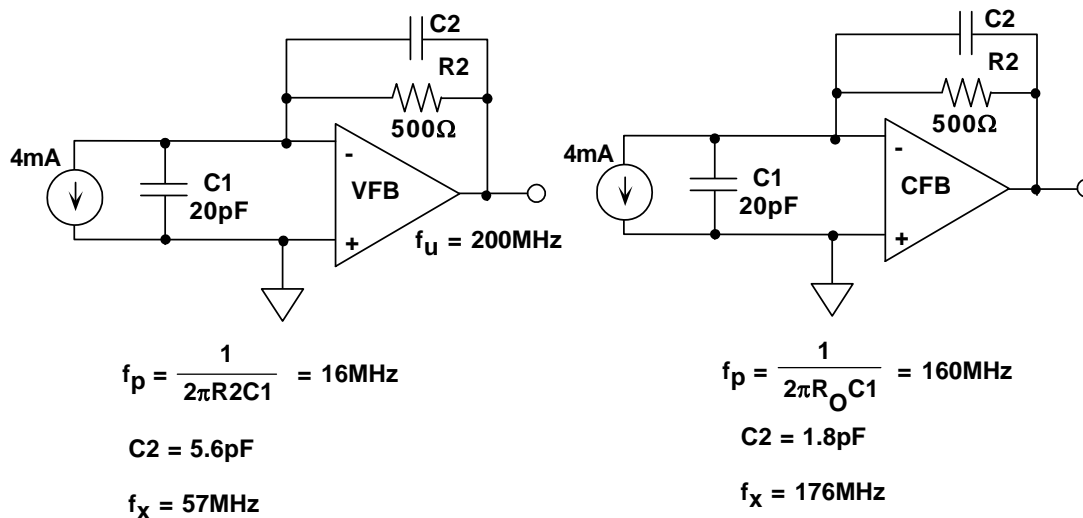 C2
R2
500Ω
4mA
C1
20pF
-
VFB
+
f_u = 200MHz
f_p = 1 / 2πR2C1 = 16MHz
C2 = 5.6pF
f_x = 57MHz
C2
R2
500Ω
4mA
C1
20pF
-
CFB
+
f_p = 1 / 2πR_O C1 = 160MHz
C2 = 1.8pF
f_x = 176MHz